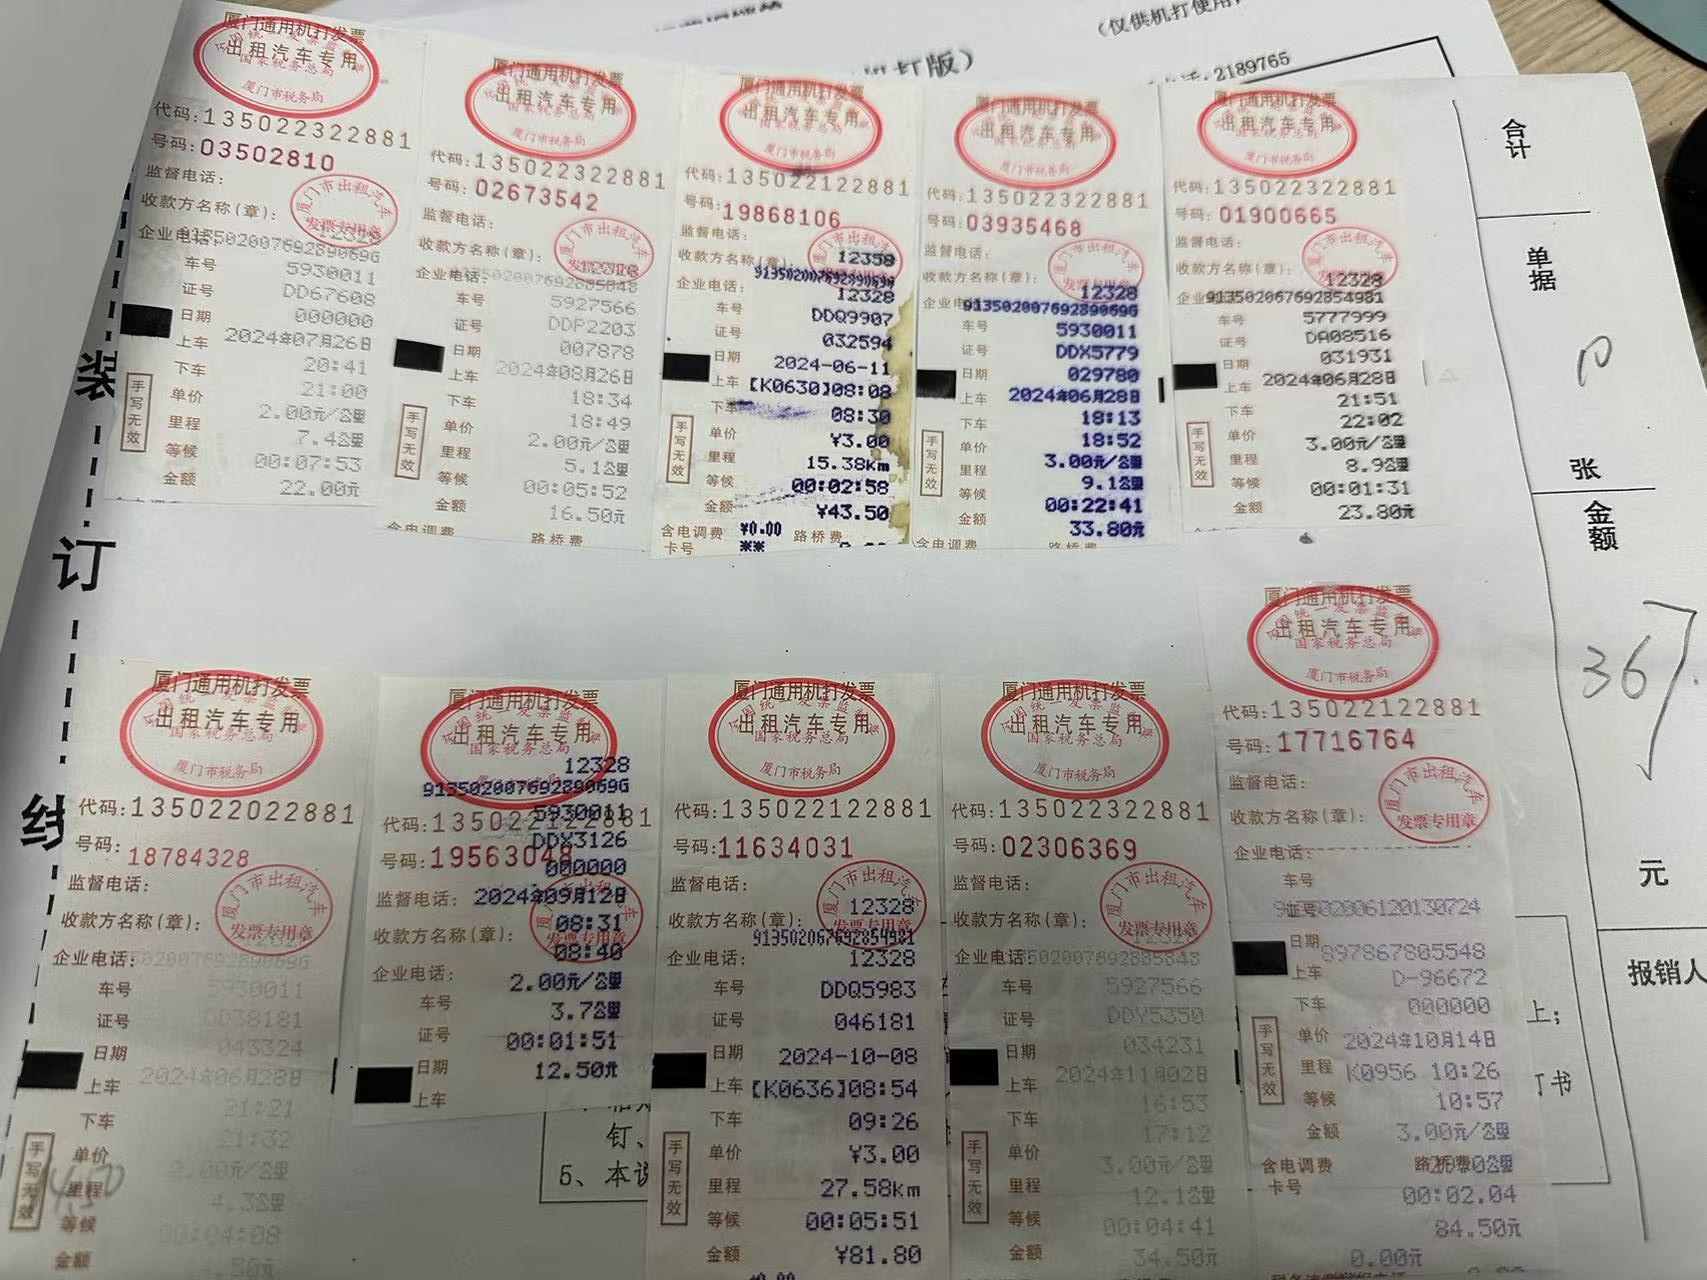 (仅供机打使用)
打版）
2189765
厦门通用机打发票
出租汽车专用
国家税务总局
厦门市税务局
代码:135022322881
号码:03502810
监督电话:
收款方名称(章):
厦门市出租汽车
发票专用章
12328
企业电话:
91350200769289069G
车号 5930011
证号 DD67608
日期 000000
上车 2024年07月26日
下车 20:41
单价 21:00
里程 2.00元/公里
等候 7.4公里
金额 00:07:53
22.00元
手写无效
厦门通用机打发票
出租汽车专用
国家税务总局
厦门市税务局
代码:135022322881
号码:02673542
监督电话:
收款方名称(章):
厦门市出租汽车
发票专用章
12328
企业电话:
车号 5927566
证号 DDP2203
日期 007878
上车 2024年08月26日
下车 18:34
单价 18:49
里程 2.00元/公里
等候 5.1公里
金额 00:05:52
16.50元
含电调费 路桥费
手写无效
厦门通用机打发票
出租汽车专用
国家税务总局
厦门市税务局
代码:135022122881
号码:19868106
监督电话:
收款方名称(章): 12358
企业电话: 12328
车号 DDQ9907
证号 032594
日期 2024-06-11
上车 [K0630]08:08
下车 08:30
单价 ¥3.00
里程 15.38km
等候 00:02:58
金额 ¥43.50
含电调费 ¥0.00 路桥费
卡号 **
手写无效
厦门通用机打发票
出租汽车专用
国家税务总局
厦门市税务局
代码:135022322881
号码:03935468
监督电话:
收款方名称(章):
12328
企业电话:
91350200769289069G
车号 5930011
证号 DDX5779
日期 029780
上车 2024年06月28日
下车 18:13
单价 18:52
里程 3.00元/公里
等候 9.1公里
金额 00:22:41
33.80元
含电调费 路桥费
手写无效
厦门通用机打发票
出租汽车专用
国家税务总局
厦门市税务局
代码:135022322881
号码:01900665
监督电话:
收款方名称(章):
12328
企业电话:
913502067692854981
车号 5777999
证号 DA08516
日期 031931
上车 2024年06月28日
下车 21:51
单价 22:02
里程 3.00元/公里
等候 8.9公里
金额 00:01:31
23.80元
手写无效
厦门通用机打发票
出租汽车专用
国家税务总局
厦门市税务局
代码:135022022881
号码:18784328
监督电话:
收款方名称(章):
厦门市出租汽车
发票专用章
企业电话:
车号 5930011
证号 DD38181
日期 043324
上车 2024年06月28日
下车 21:21
单价 21:32
里程 2.00元/公里
等候 4.3公里
金额 00:04:08
手写无效
厦门通用机打发票
出租汽车专用
国家税务总局
厦门市税务局
12328
91350200769289069G
代码:135022122881
5930011
DDX3126
号码:19563048
000000
监督电话: 2024年09月12日
08:31
收款方名称(章):
08:40
企业电话: 2.00元/公里
车号 3.7公里
证号 00:01:51
日期 12.50元
上车
厦门通用机打发票
出租汽车专用
国家税务总局
厦门市税务局
代码:135022122881
号码:11634031
监督电话:
12328
收款方名称(章):
913502067692854981
企业电话: 12328
车号 DDQ5983
证号 046181
日期 2024-10-08
上车 [K0636]08:54
下车 09:26
单价 ¥3.00
里程 27.58km
等候 00:05:51
金额 ¥81.80
手写无效
厦门通用机打发票
出租汽车专用
国家税务总局
厦门市税务局
代码:135022322881
号码:02306369
监督电话:
收款方名称(章):
企业电话:
车号 5927566
证号 DDY5350
日期 034231
上车 2024年11月02日
下车 16:53
单价 17:12
里程 3.00元/公里
等候 12.1公里
金额 00:04:41
34.50元
手写无效
厦门通用机打发票
出租汽车专用
国家税务总局
厦门市税务局
代码:135022122881
号码:17716764
监督电话:
收款方名称(章):
厦门市出租汽车
发票专用章
企业电话:
车号
证号
日期 897867805548
上车 D-96672
下车 000000
单价 2024年10月14日
里程 K0956 10:26
等候 10:57
金额 3.00元/公里
含电调费 路桥费
卡号 00:02.04
84.50元
0.00元
手写无效
装
订
线
钉、
5、本说
上；
订书
合计
单据
10
张
金额
367.
元
报销人